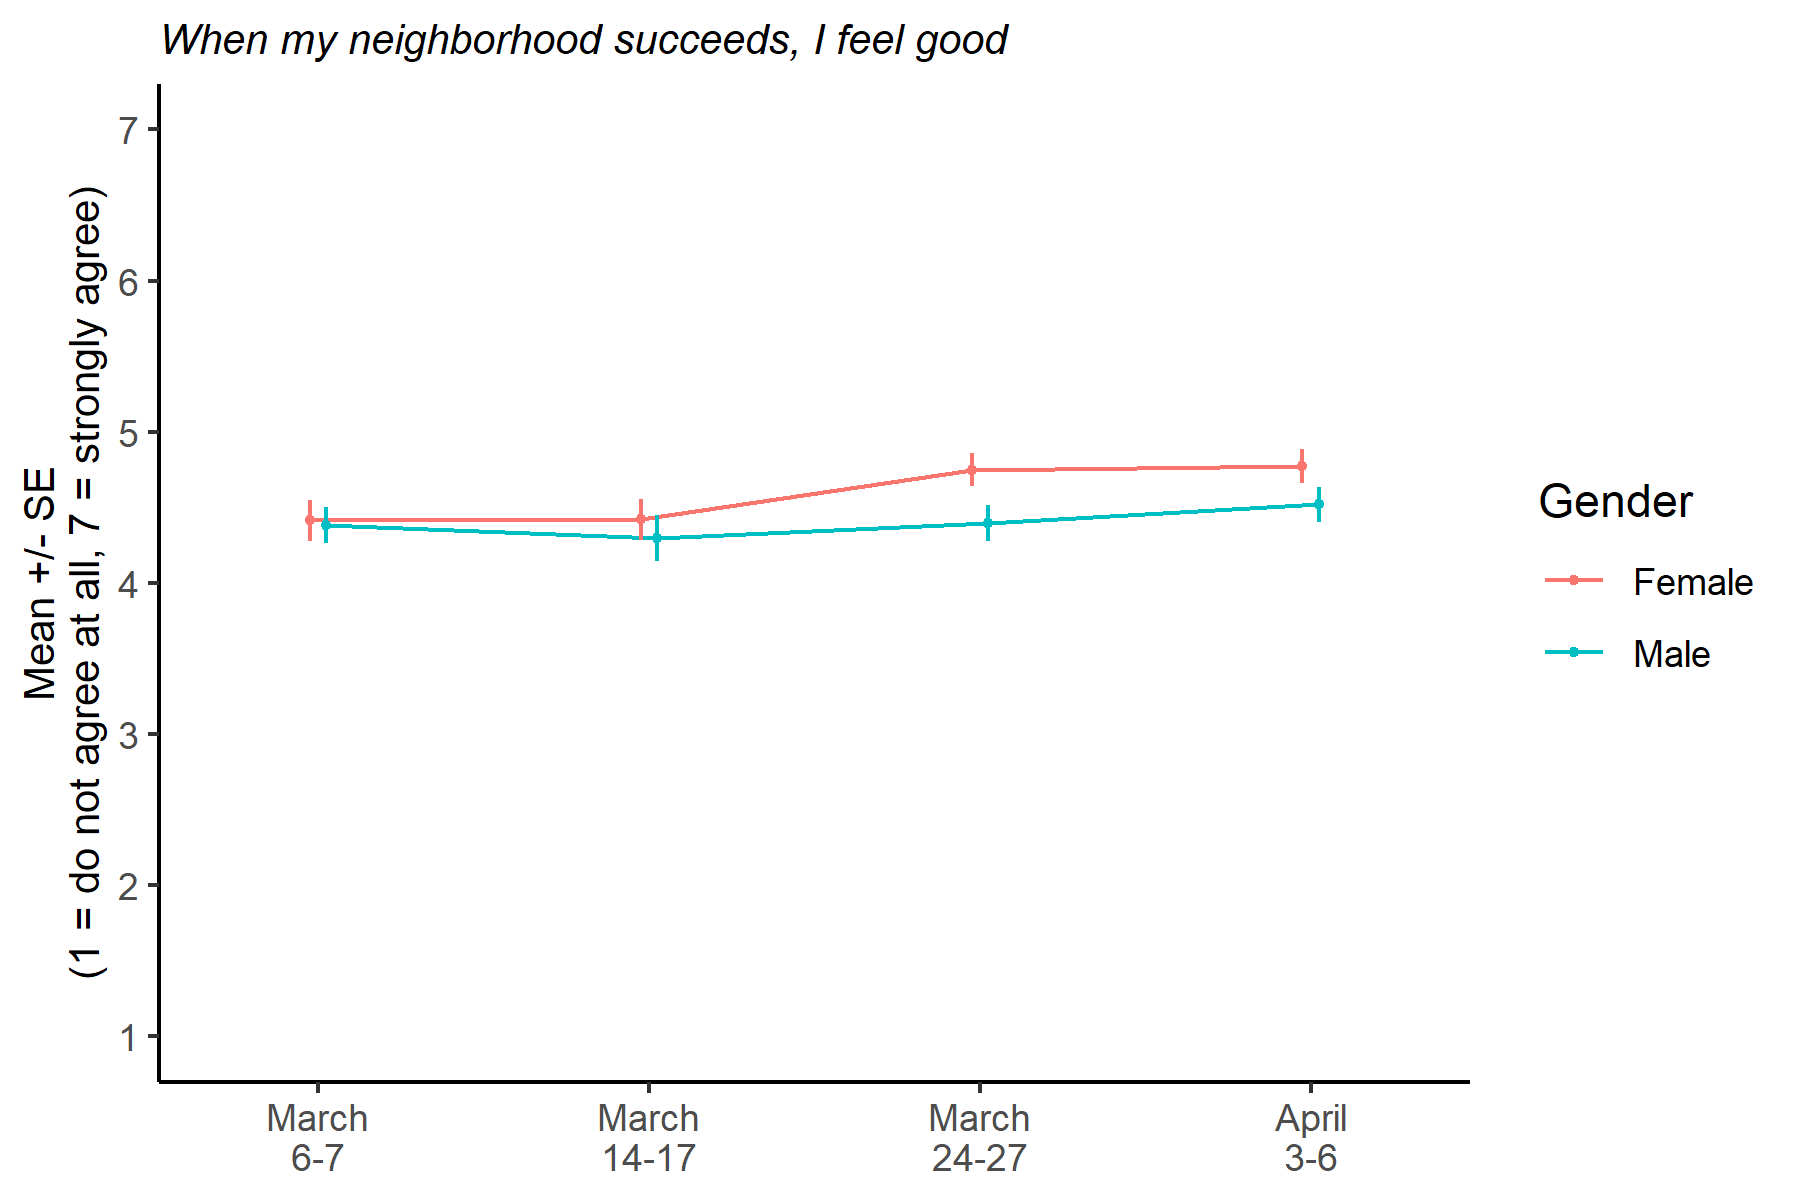 When my neighborhood succeeds, I feel good
Mean +/- SE
(1 = do not agree at all, 7 = strongly agree)
7
6
5
4
3
2
1
March
6-7
March
14-17
March
24-27
April
3-6
Gender
Female
Male